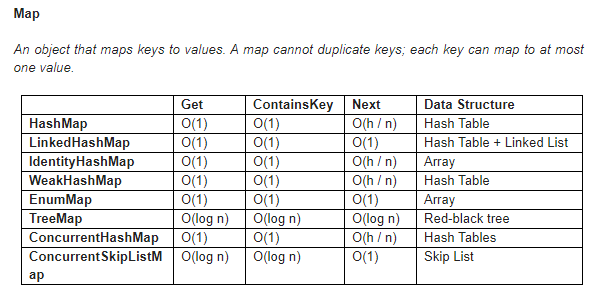 Map
An object that maps keys to values. A map cannot duplicate keys; each key can map to at most
one value.
Get ContainsKey Next Data Structure
HashMap O(1) O(1) O(h / n) Hash Table
LinkedHashMap O(1) O(1) O(1) Hash Table + Linked List
IdentityHashMap O(1) O(1) O(h / n) Array
WeakHashMap O(1) O(1) O(h / n) Hash Table
EnumMap O(1) O(1) O(1) Array
TreeMap O(log n) O(log n) O(log n) Red-black tree
ConcurrentHashMap O(1) O(1) O(h / n) Hash Tables
ConcurrentSkipListM O(log n) O(log n) O(1) Skip List
ap